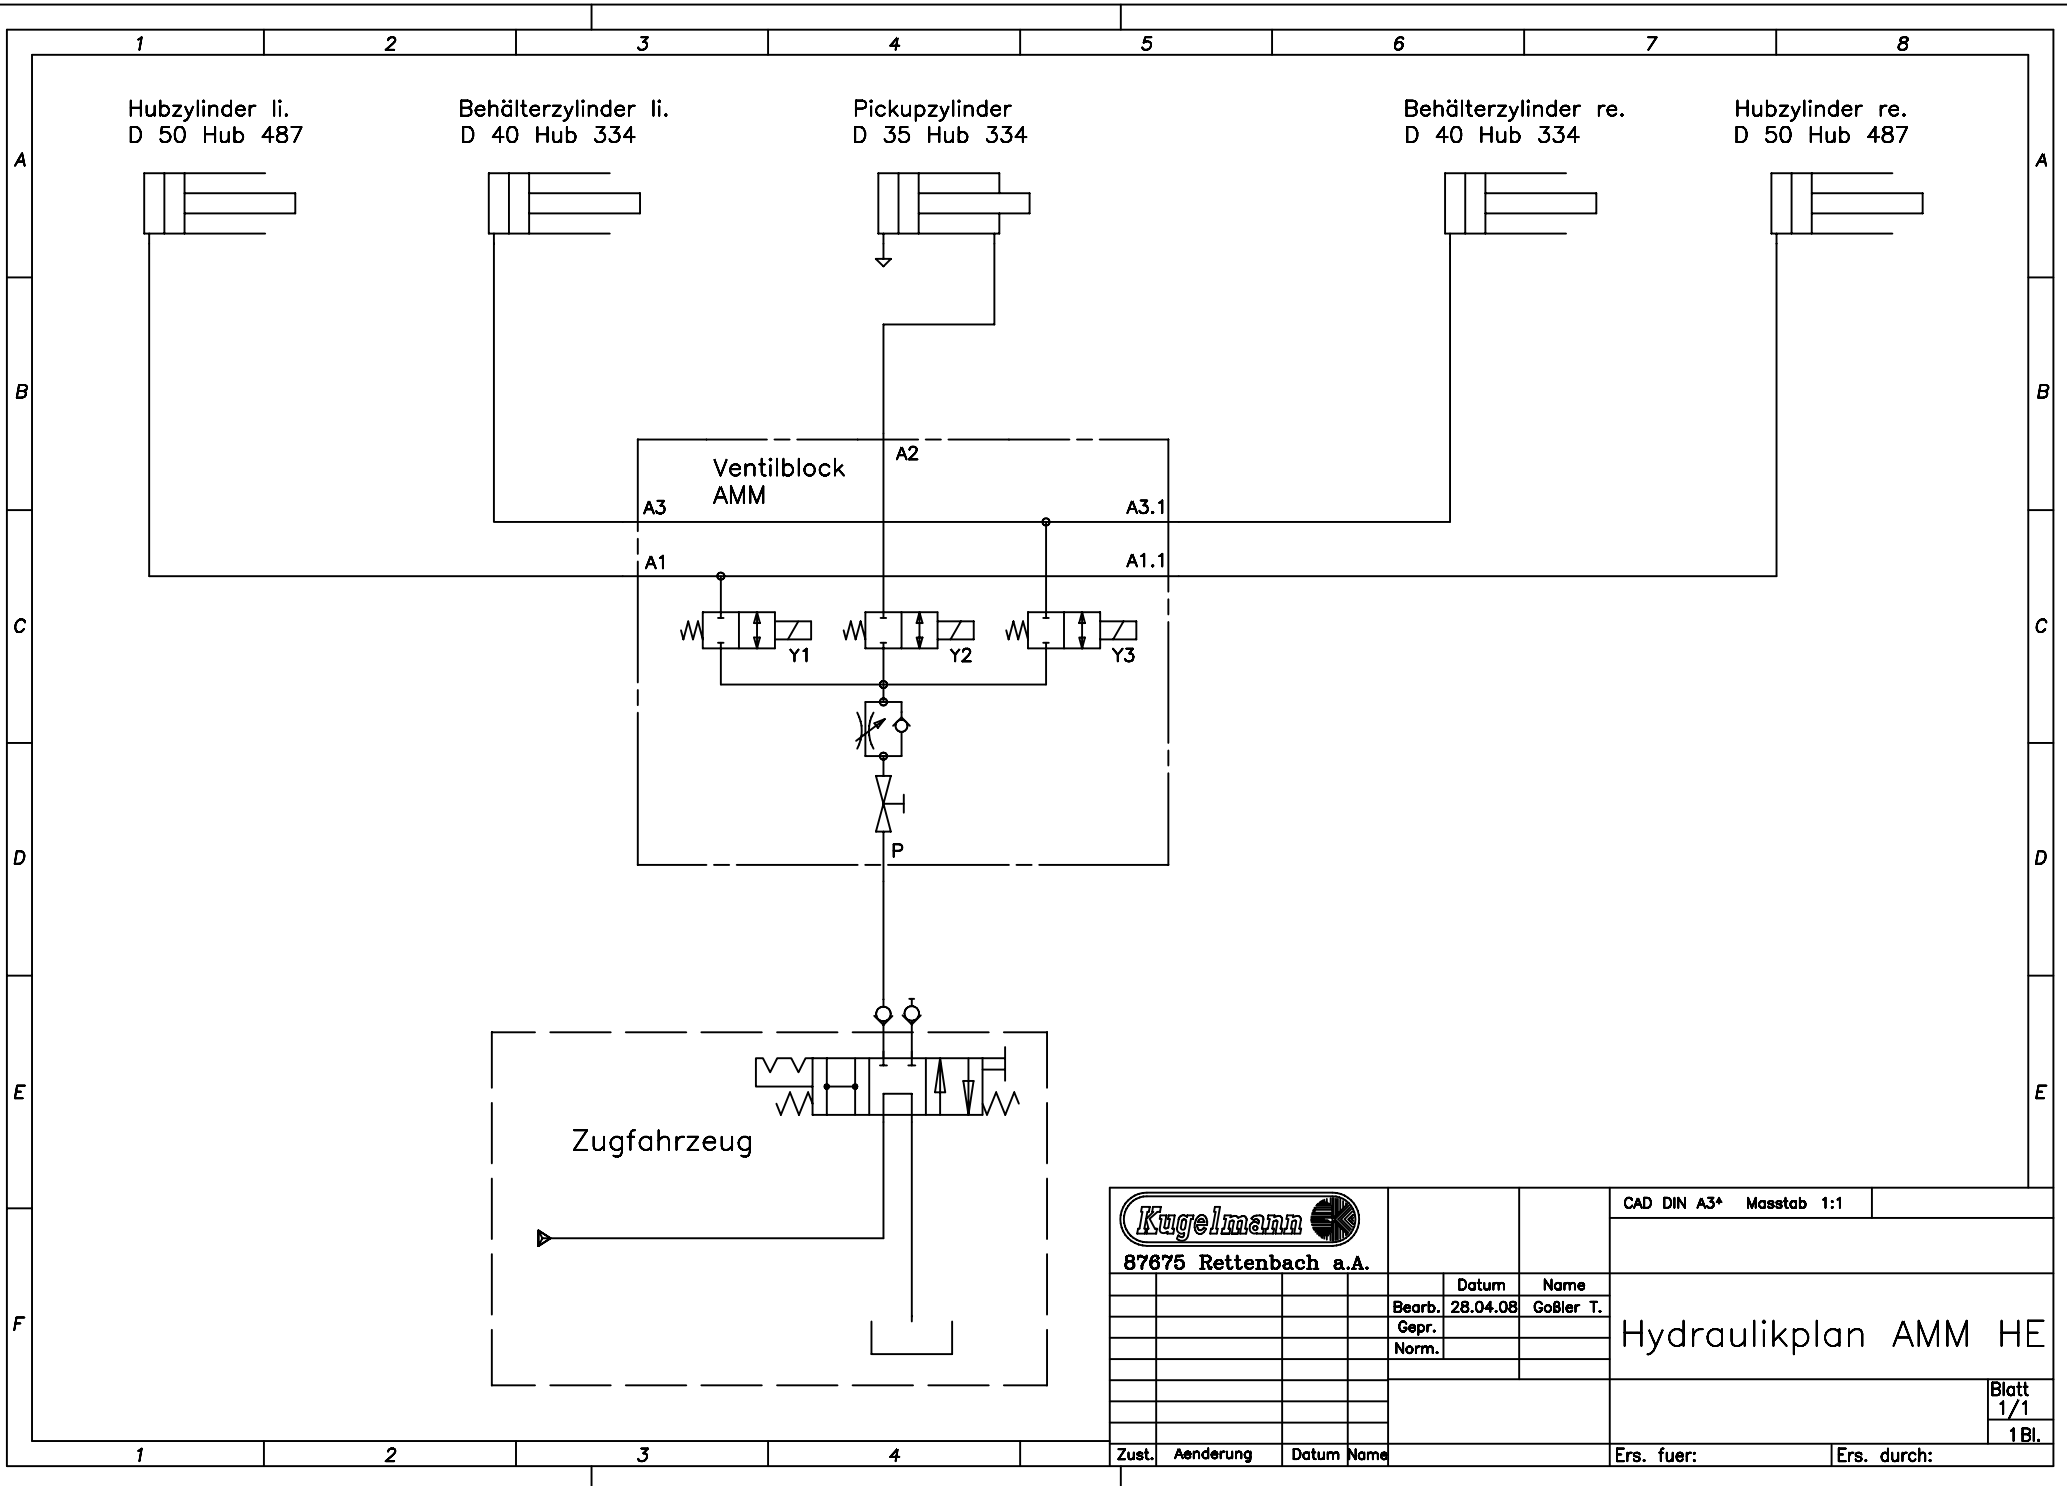 1 2 3 4 5 6 7 8
Hubzylinder li.
D 50 Hub 487
Behälterzylinder li.
D 40 Hub 334
Pickupzylinder
D 35 Hub 334
Behälterzylinder re.
D 40 Hub 334
Hubzylinder re.
D 50 Hub 487
A A
B B
A2
Ventilblock
AMM
A3 A3.1
A1 A1.1
C C
Y1 Y2 Y3
P
D D
E E
Zugfahrzeug
F
Kugelmann
87675 Rettenbach a.A.
CAD DIN A3* Masstab 1:1
Datum Name
Bearb. 28.04.08 Goßler T.
Gepr.
Norm.
Hydraulikplan AMM HE
Blatt
1/1
1Bl.
Zust. Aenderung Datum Name
Ers. fuer: Ers. durch:
1 2 3 4